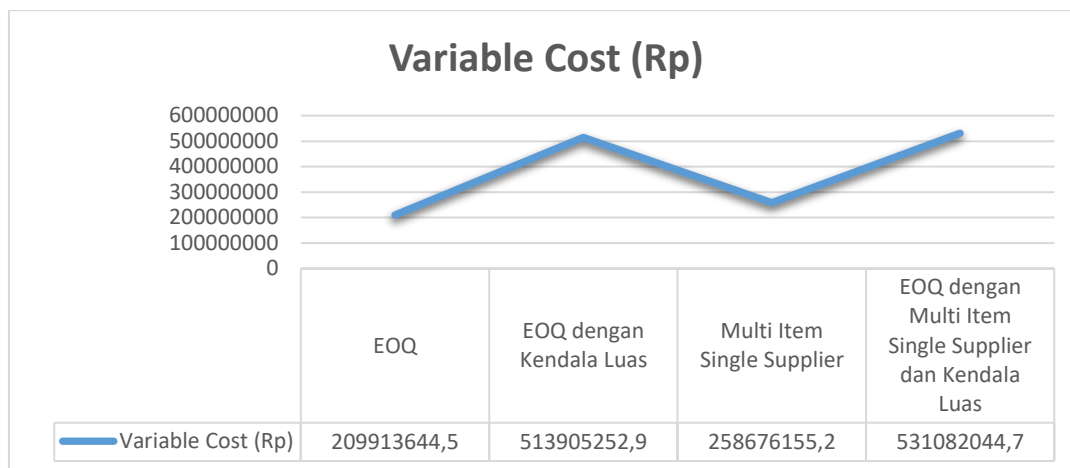 Variable Cost (Rp)
600000000
500000000
400000000
300000000
200000000
100000000
0
EOQ
EOQ dengan
Kendala Luas
Multi Item
Single Supplier
EOQ dengan
Multi Item
Single Supplier
dan Kendala
Luas
Variable Cost (Rp) 209913644,5 513905252,9 258676155,2 531082044,7